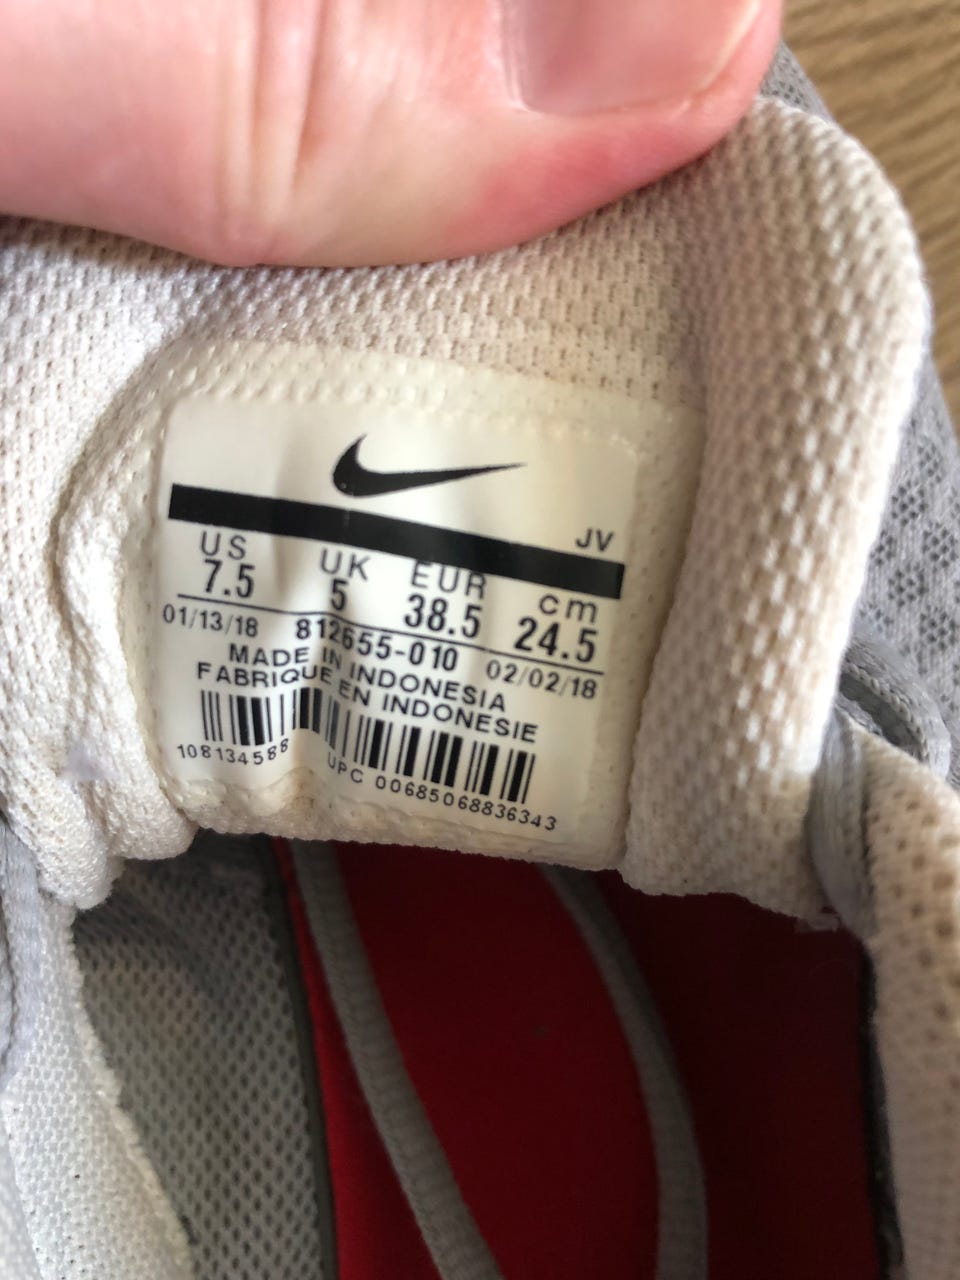 JV
US UK EUR cm
7.5 5 38.5 24.5
01/13/18 812655-010 02/02/18
MADE IN INDONESIA
FABRIQUE EN INDONESIE
108134588 UPC 00685068836343